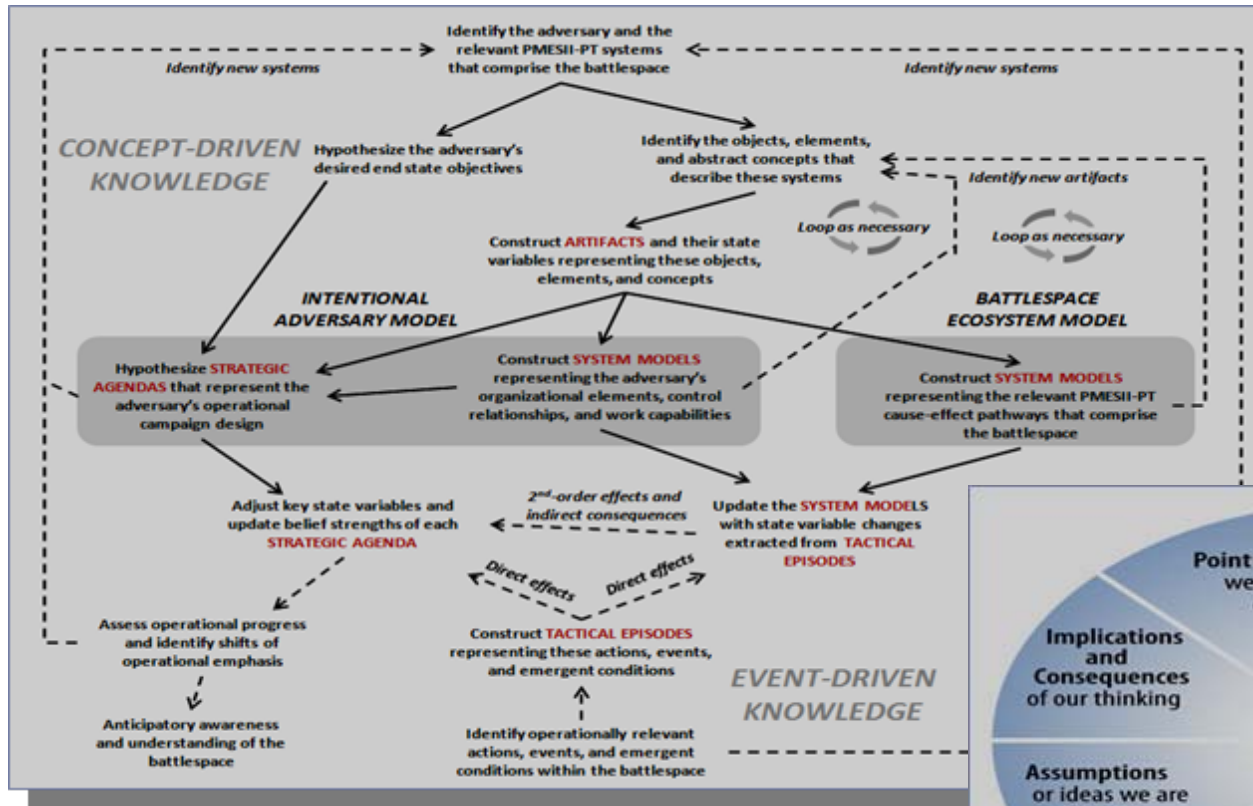 Identify the adversary and the
relevant PMESII-PT systems
that comprise the battlespace
Identify new systems
Identify new systems
CONCEPT-DRIVEN
KNOWLEDGE
Hypothesize the adversary's
desired end state objectives
Identify the objects, elements,
and abstract concepts that
describe these systems
Identify new artifacts
Loop as necessary
Loop as necessary
Construct ARTIFACTS and their state
variables representing these objects,
elements, and concepts
INTENTIONAL
ADVERSARY MODEL
BATTLESPACE
ECOSYSTEM MODEL
Hypothesize STRATEGIC
AGENDAS that represent the
adversary's operational
campaign design
Construct SYSTEM MODELS
representing the adversary's
organizational elements, control
relationships, and work capabilities
Construct SYSTEM MODELS
representing the relevant PMESII-PT
cause-effect pathways that comprise
the battlespace
Adjust key state variables and
update belief strengths of each
STRATEGIC AGENDA
2nd-order effects and
indirect consequences
Update the SYSTEM MODELS
with state variable changes
extracted from TACTICAL
EPISODES
Direct effects
Direct effects
Assess operational progress
and identify shifts of
operational emphasis
Construct TACTICAL EPISODES
representing these actions, events,
and emergent conditions
EVENT-DRIVEN
KNOWLEDGE
Anticipatory awareness
and understanding of the
battlespace
Identify operationally relevant
actions, events, and emergent
conditions within the battlespace
Point
we
Implications
and
Consequences
of our thinking
Assumptions
or ideas we are